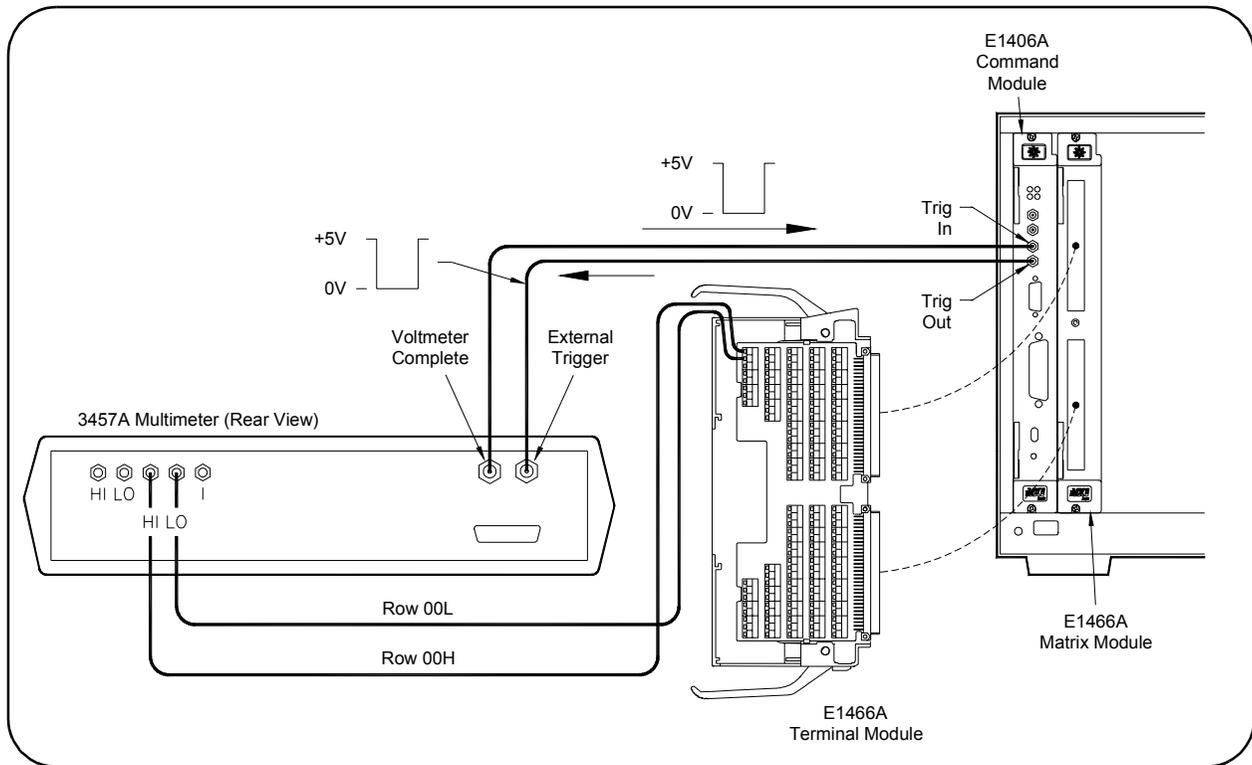 E1406A
Command
Module
+5V
0V
Trig
In
+5V
0V
Trig
Out
Voltmeter
Complete
External
Trigger
3457A Multimeter (Rear View)
HI LO
I
HI LO
Row 00L
Row 00H
E1466A
Matrix Module
E1466A
Terminal Module